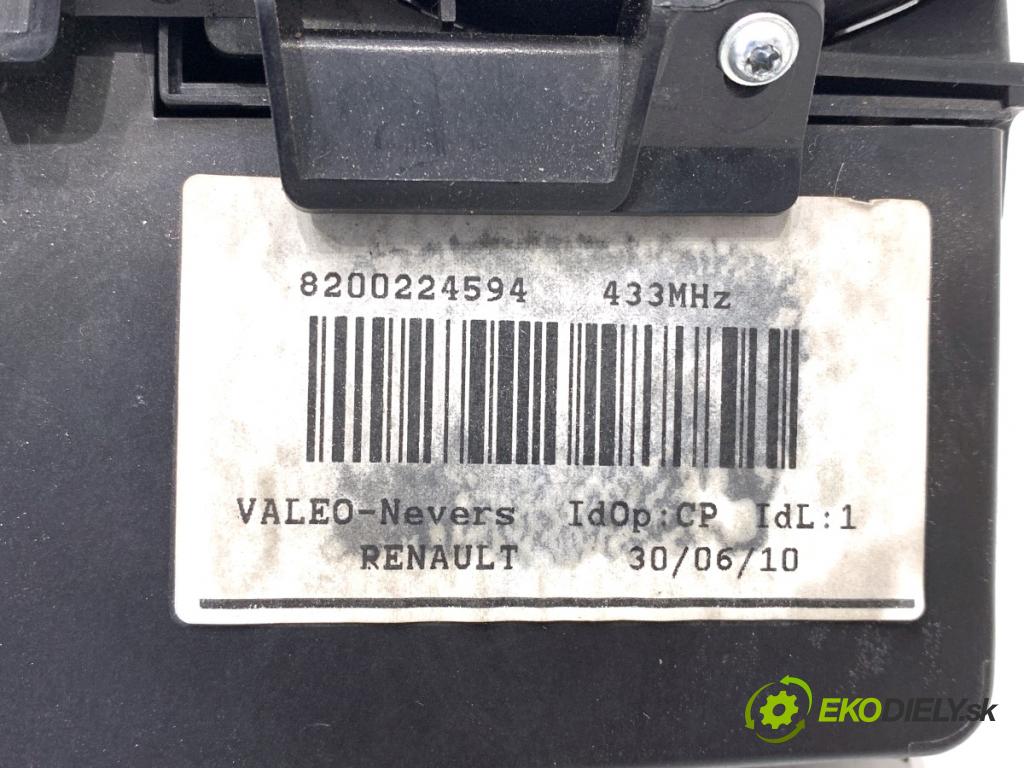 8200224594 433MHz
VALEO-Nevers IdOp:CP IdL:1
RENAULT 30/06/10
EKODIELY.sk